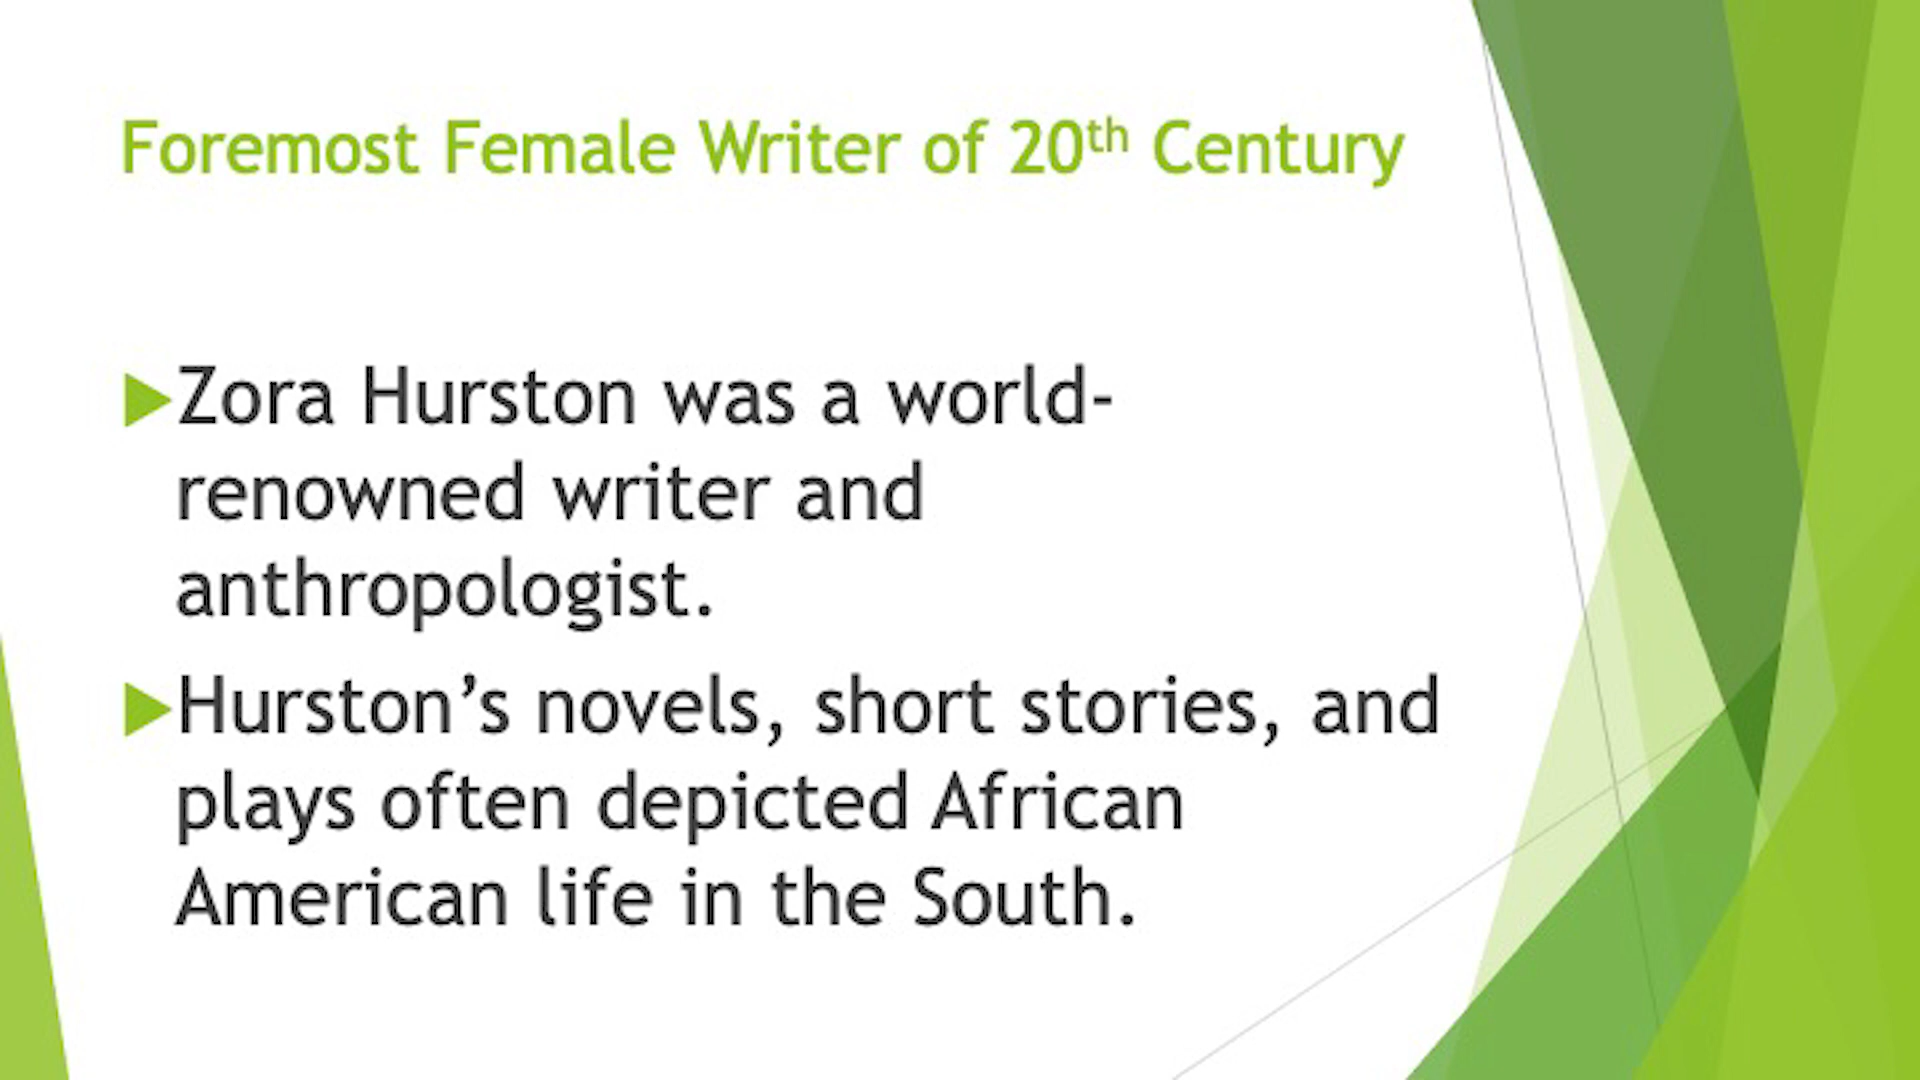 Foremost Female Writer of 20th Century
Zora Hurston was a world-
renowned writer and
anthropologist.
Hurston’s novels, short stories, and
plays often depicted African
American life in the South.